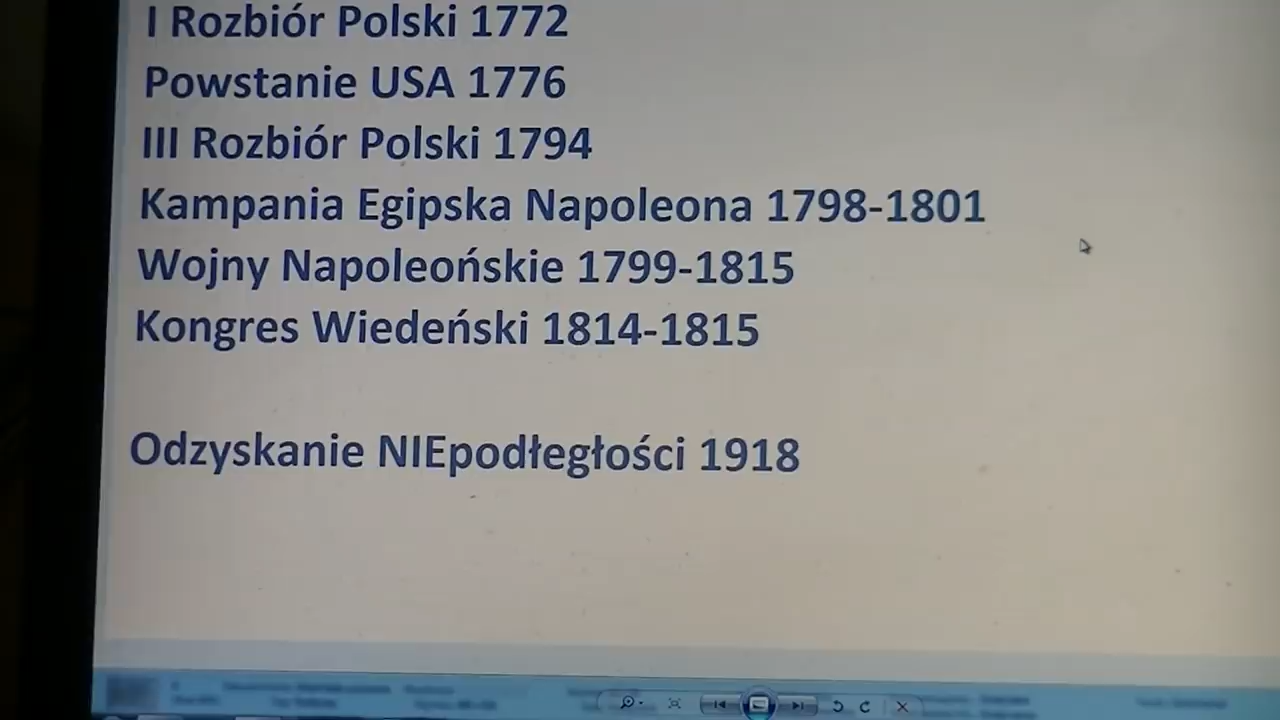 I Rozbiór Polski 1772
Powstanie USA 1776
III Rozbiór Polski 1794
Kampania Egipska Napoleona 1798-1801
Wojny Napoleońskie 1799-1815
Kongres Wiedeński 1814-1815
Odzyskanie NIEpodłegłości 1918